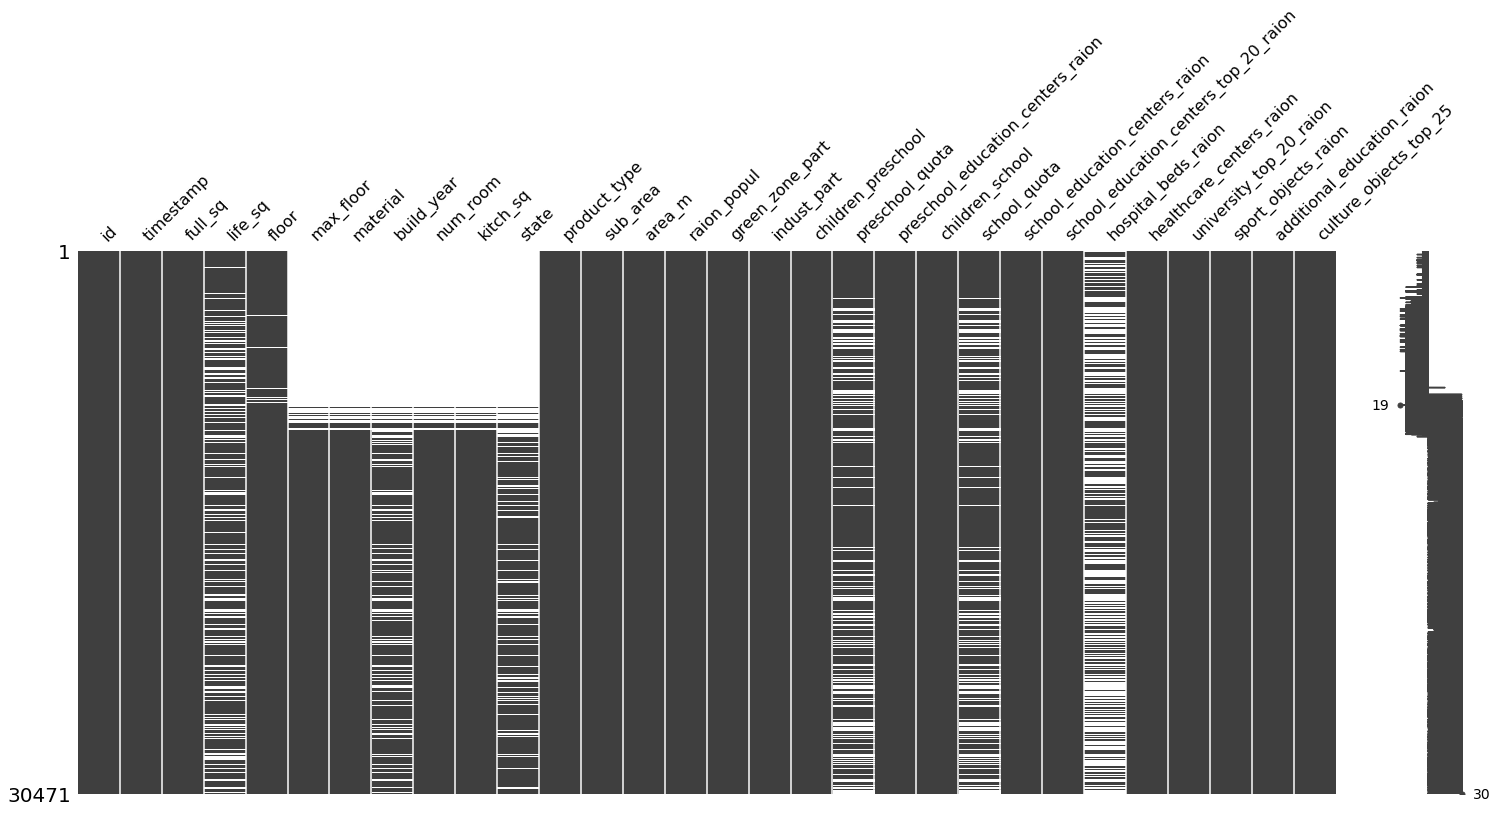 id
timestamp
full_sq
life_sq
floor
max_floor
material
build_year
num_room
kitch_sq
state
product_type
sub_area
area_m
raion_popul
green_zone_part
indust_part
children_preschool
preschool_quota
preschool_education_centers_raion
children_school
school_quota
school_education_centers_raion
school_education_centers_top_20_raion
hospital_beds_raion
healthcare_centers_raion
university_top_20_raion
sport_objects_raion
additional_education_raion
culture_objects_top_25
1
19
30471
30